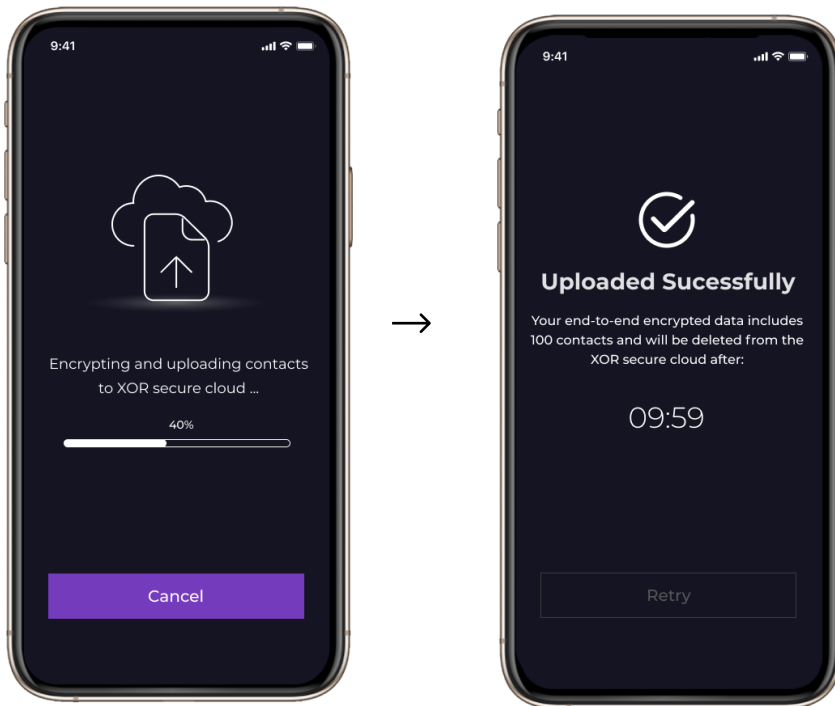 9:41
Encrypting and uploading contacts
to XOR secure cloud ...
40%
Cancel
9:41
Uploaded Sucessfully
Your end-to-end encrypted data includes
100 contacts and will be deleted from the
XOR secure cloud after:
09:59
Retry